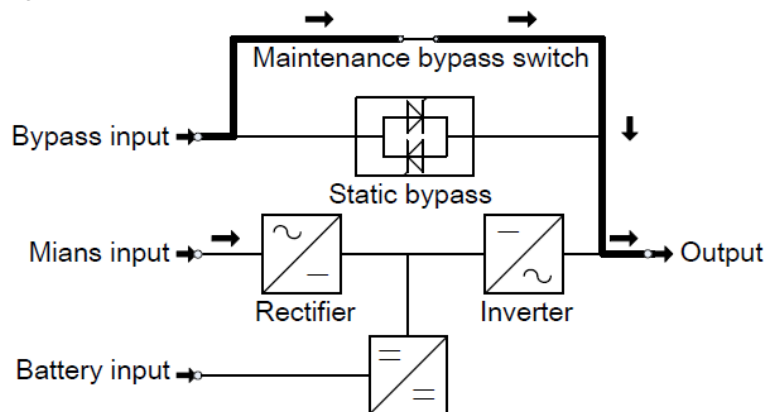 Maintenance bypass switch
Bypass input
Static bypass
Mians input
Output
Rectifier
Inverter
Battery input